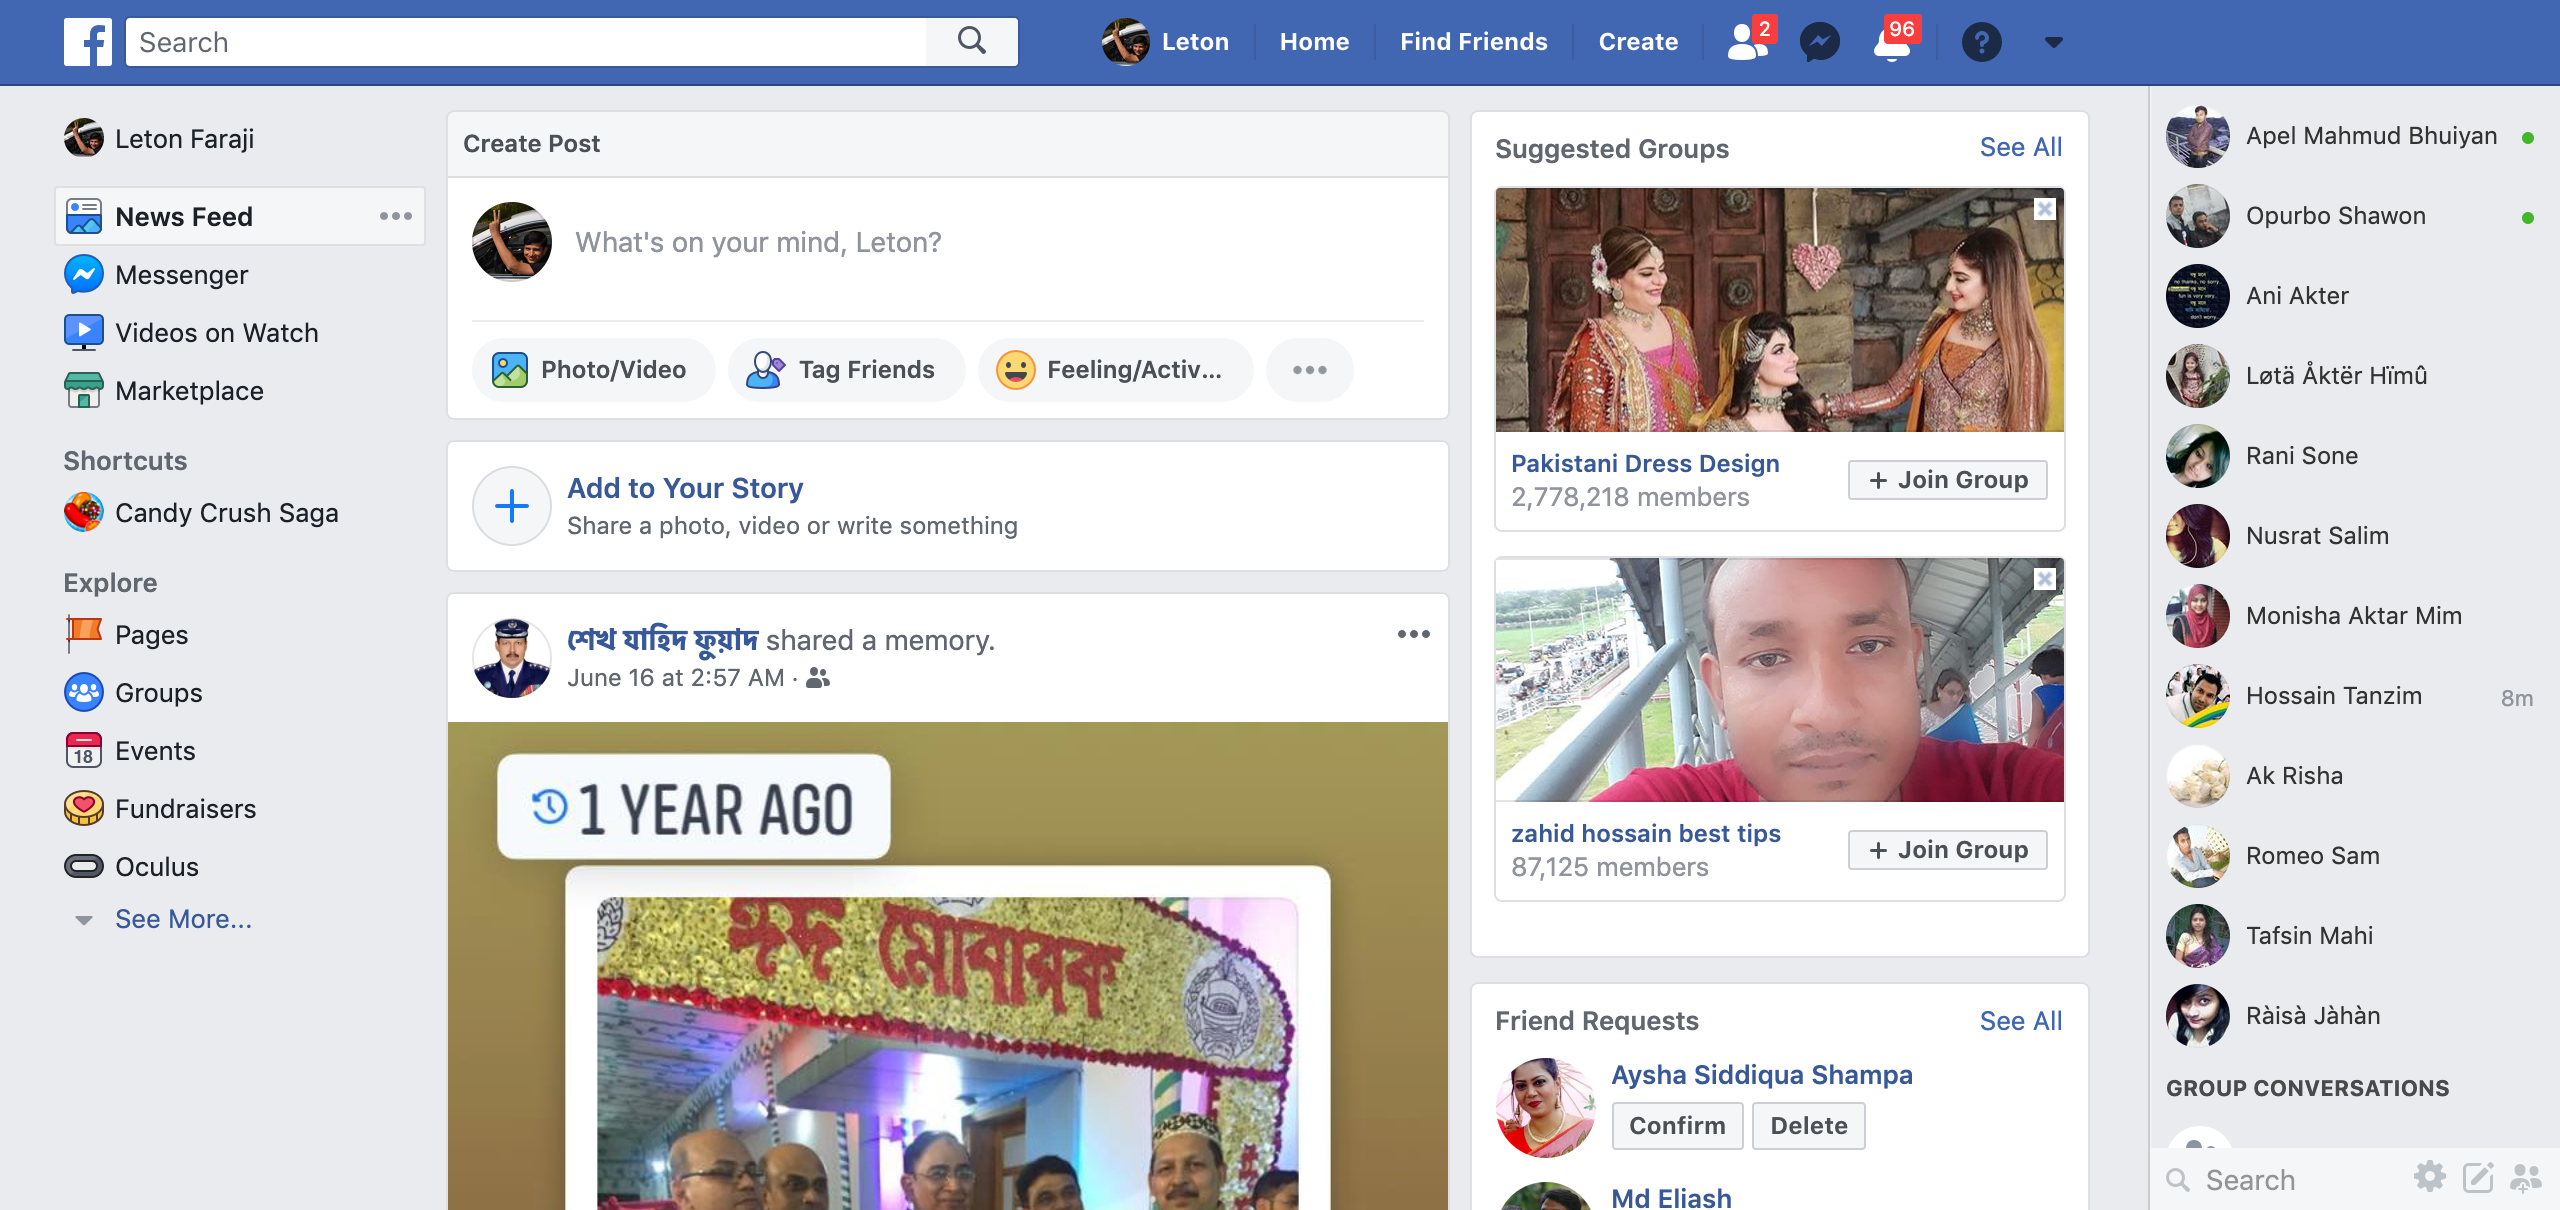 Search
Leton
Home
Find Friends
Create
2
96
Leton Faraji
News Feed
Messenger
Videos on Watch
Marketplace
Shortcuts
Candy Crush Saga
Explore
Pages
Groups
18
Events
Fundraisers
Oculus
See More...
Create Post
What's on your mind, Leton?
Photo/Video
Tag Friends
Feeling/Activ...
Add to Your Story
Share a photo, video or write something
শেখ যাহিদ ফুয়াদ shared a memory.
June 16 at 2:57 AM ·
1 YEAR AGO
ঈদ মোবারক
Suggested Groups
See All
Pakistani Dress Design
2,778,218 members
+ Join Group
zahid hossain best tips
87,125 members
+ Join Group
Friend Requests
See All
Aysha Siddiqua Shampa
Confirm
Delete
Md Eliash
Apel Mahmud Bhuiyan
Opurbo Shawon
Ani Akter
Løtä Åktër Hïmû
Rani Sone
Nusrat Salim
Monisha Aktar Mim
Hossain Tanzim
8m
Ak Risha
Romeo Sam
Tafsin Mahi
Ràisà Jàhàn
GROUP CONVERSATIONS
Search